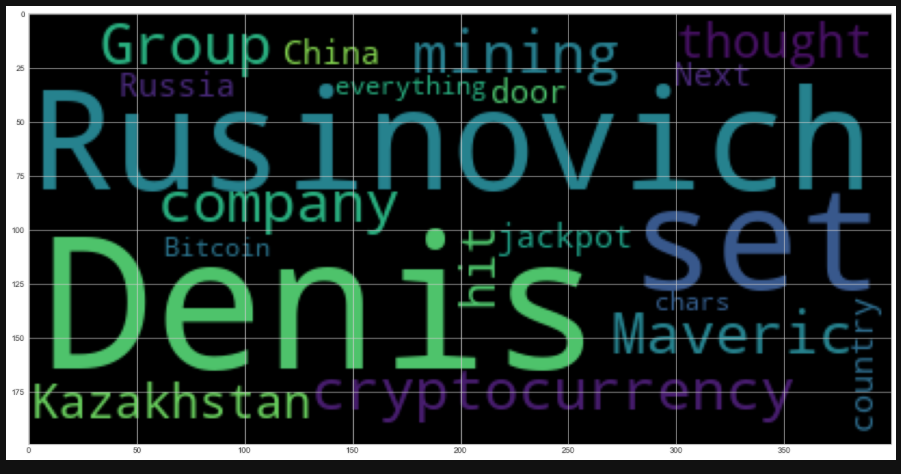 0
Group China mining thought
25
Russia everything door Next
50
Rusinovich
75
company set
100
Bitcoin hit jackpot
Denis
125
chars
Maveric country
150
Kazakhstan cryptocurrency
175
0 50 100 150 200 250 300 350